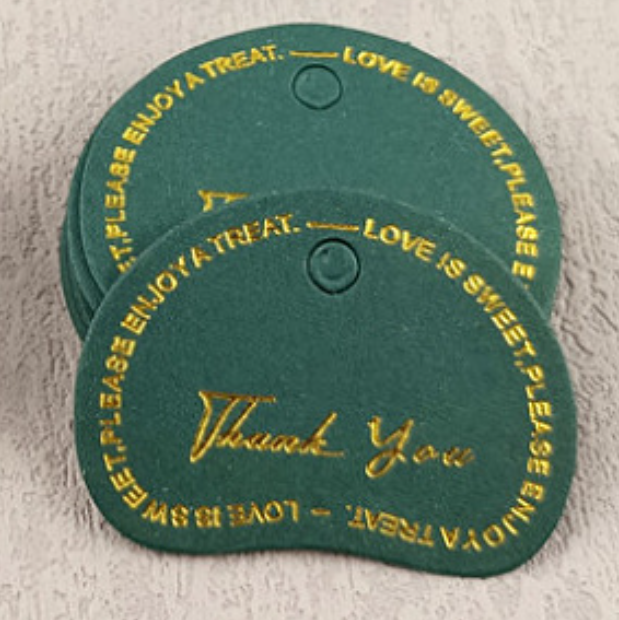 A TREAT. — LOVE IS SWEET,PLEASE E
T,PLEASE ENJOY
LOVE IS SWEET,PLEASE ENJOY A TREAT. —
LOVE IS SWEET,PLEASE ENJOY A TREAT. –
Thank You